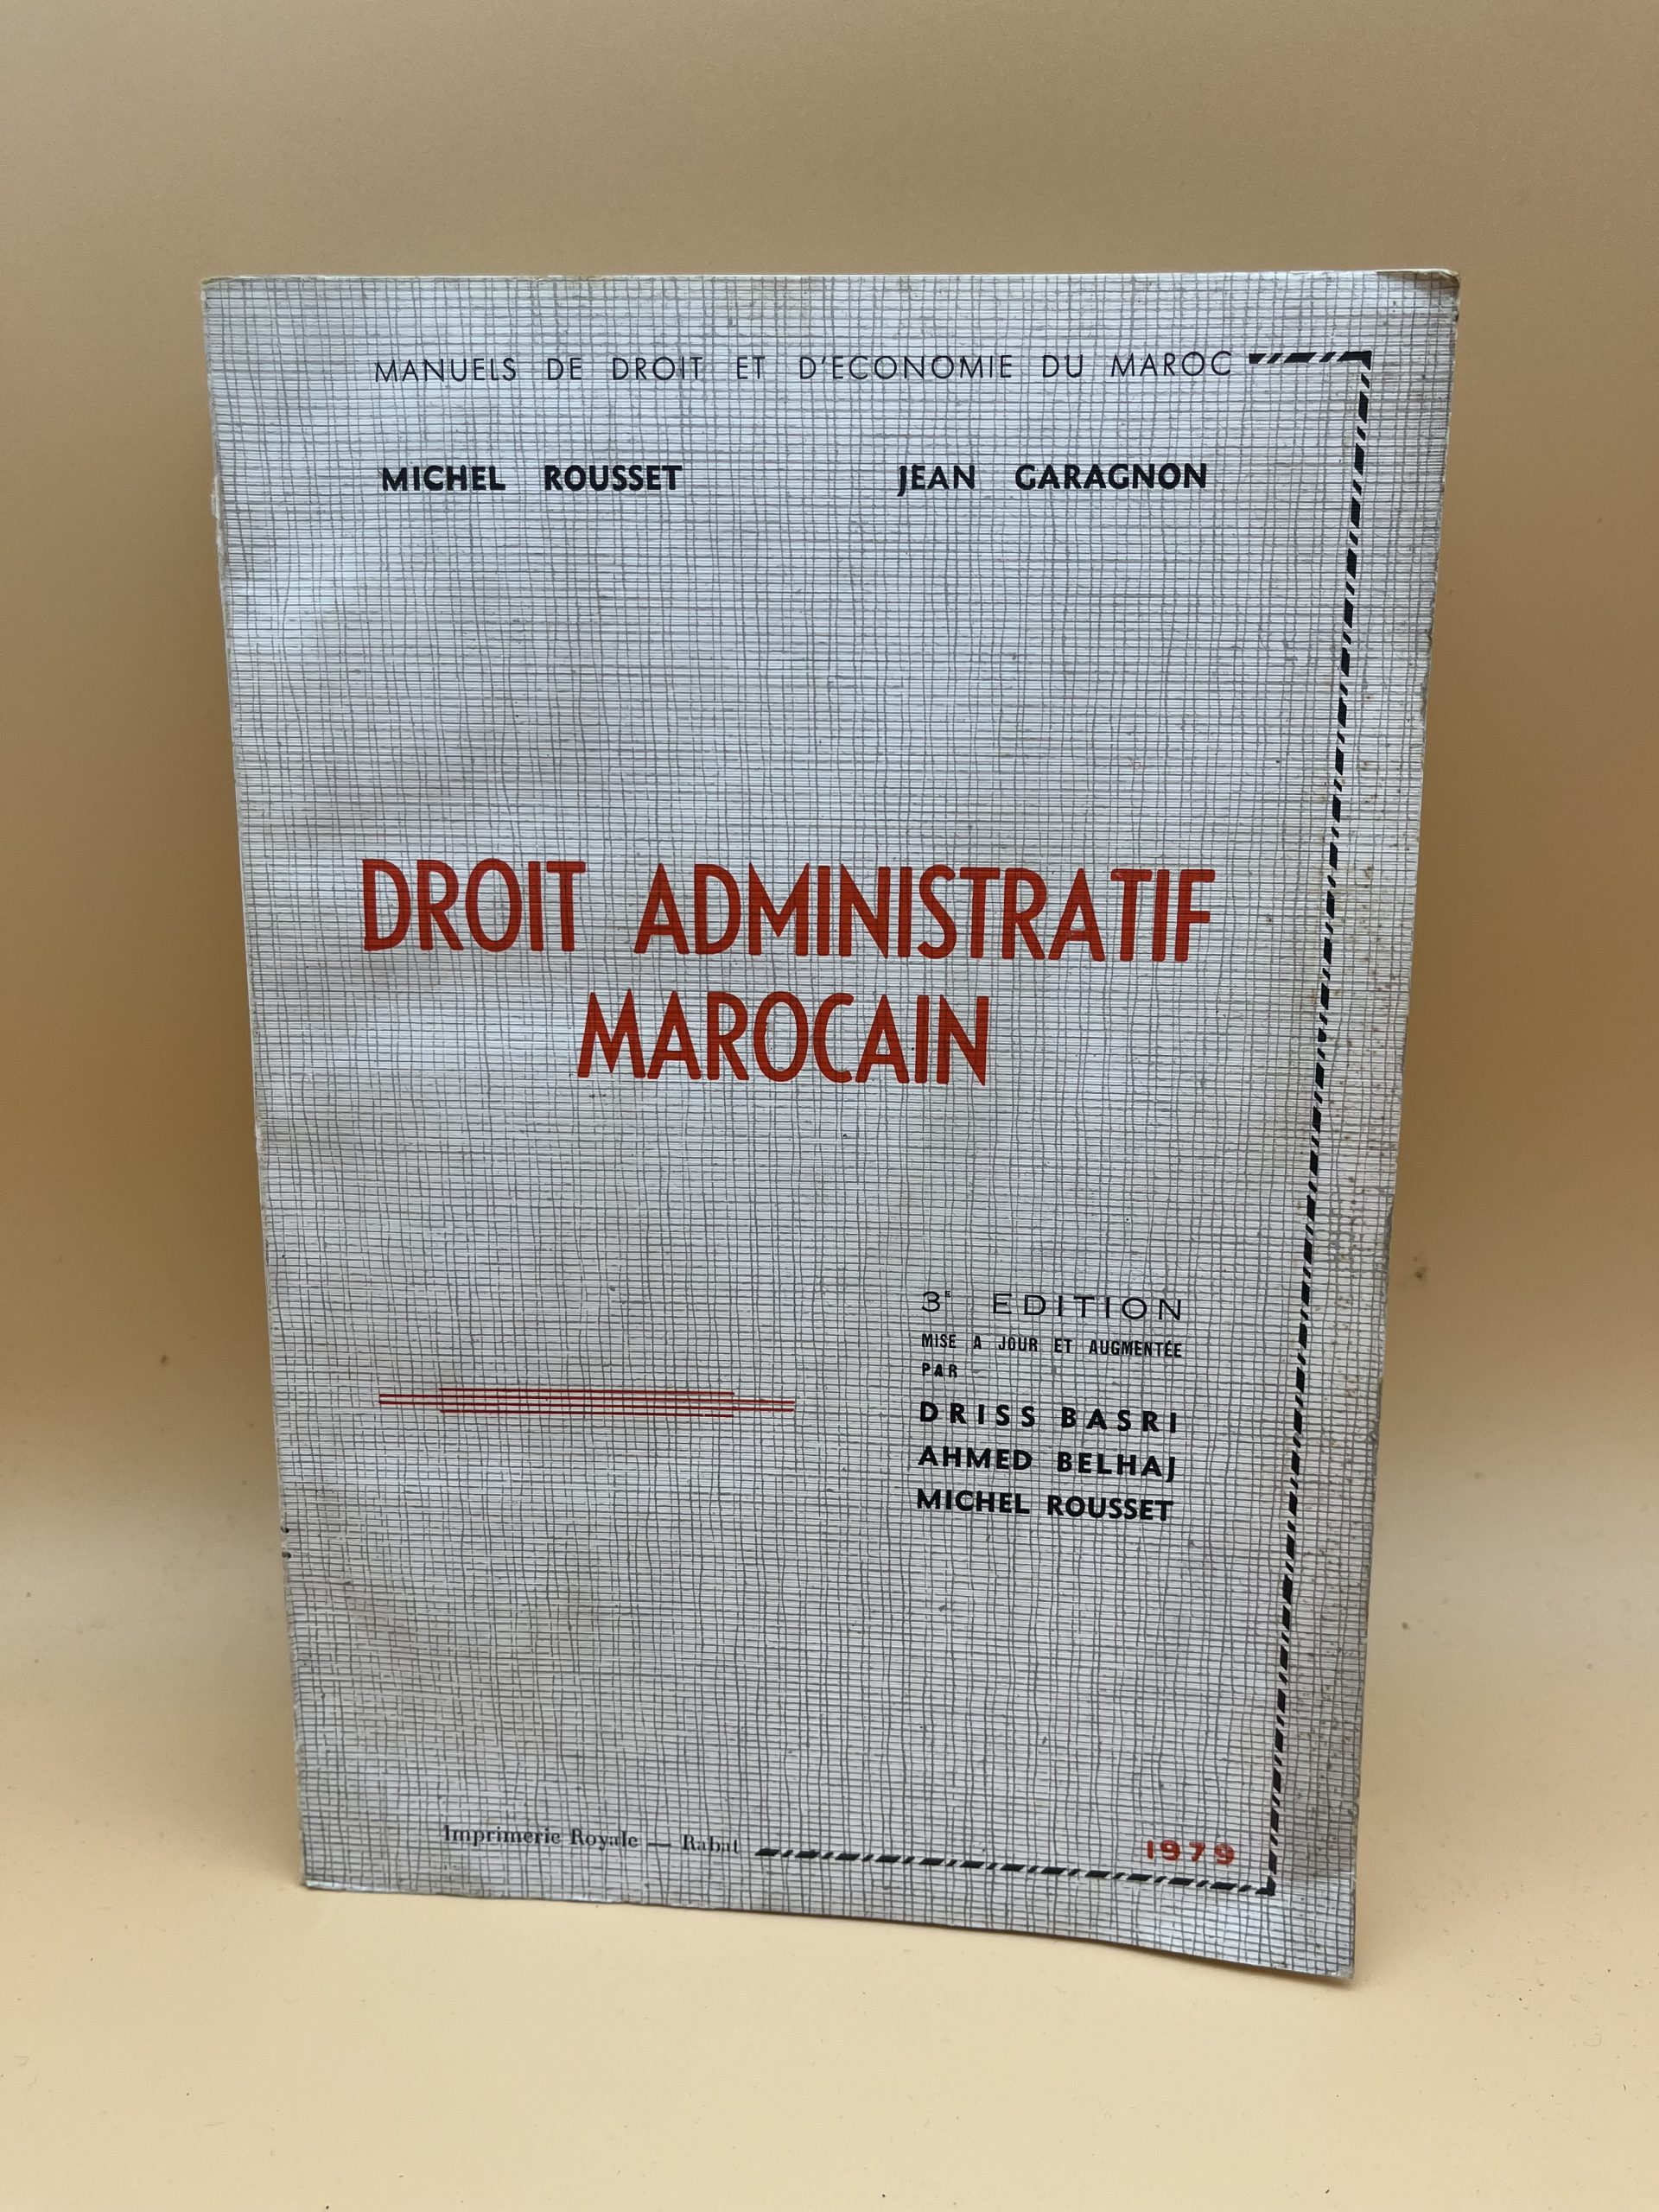 MANUELS DE DROIT ET D'ECONOMIE DU MAROC
MICHEL ROUSSET JEAN GARAGNON
DROIT ADMINISTRATIF
MAROCAIN
3e EDITION
MISE A JOUR ET AUGMENTÉE
PAR
DRISS BASRI
AHMED BELHAJ
MICHEL ROUSSET
Imprimerie Royale — Rabat
1979